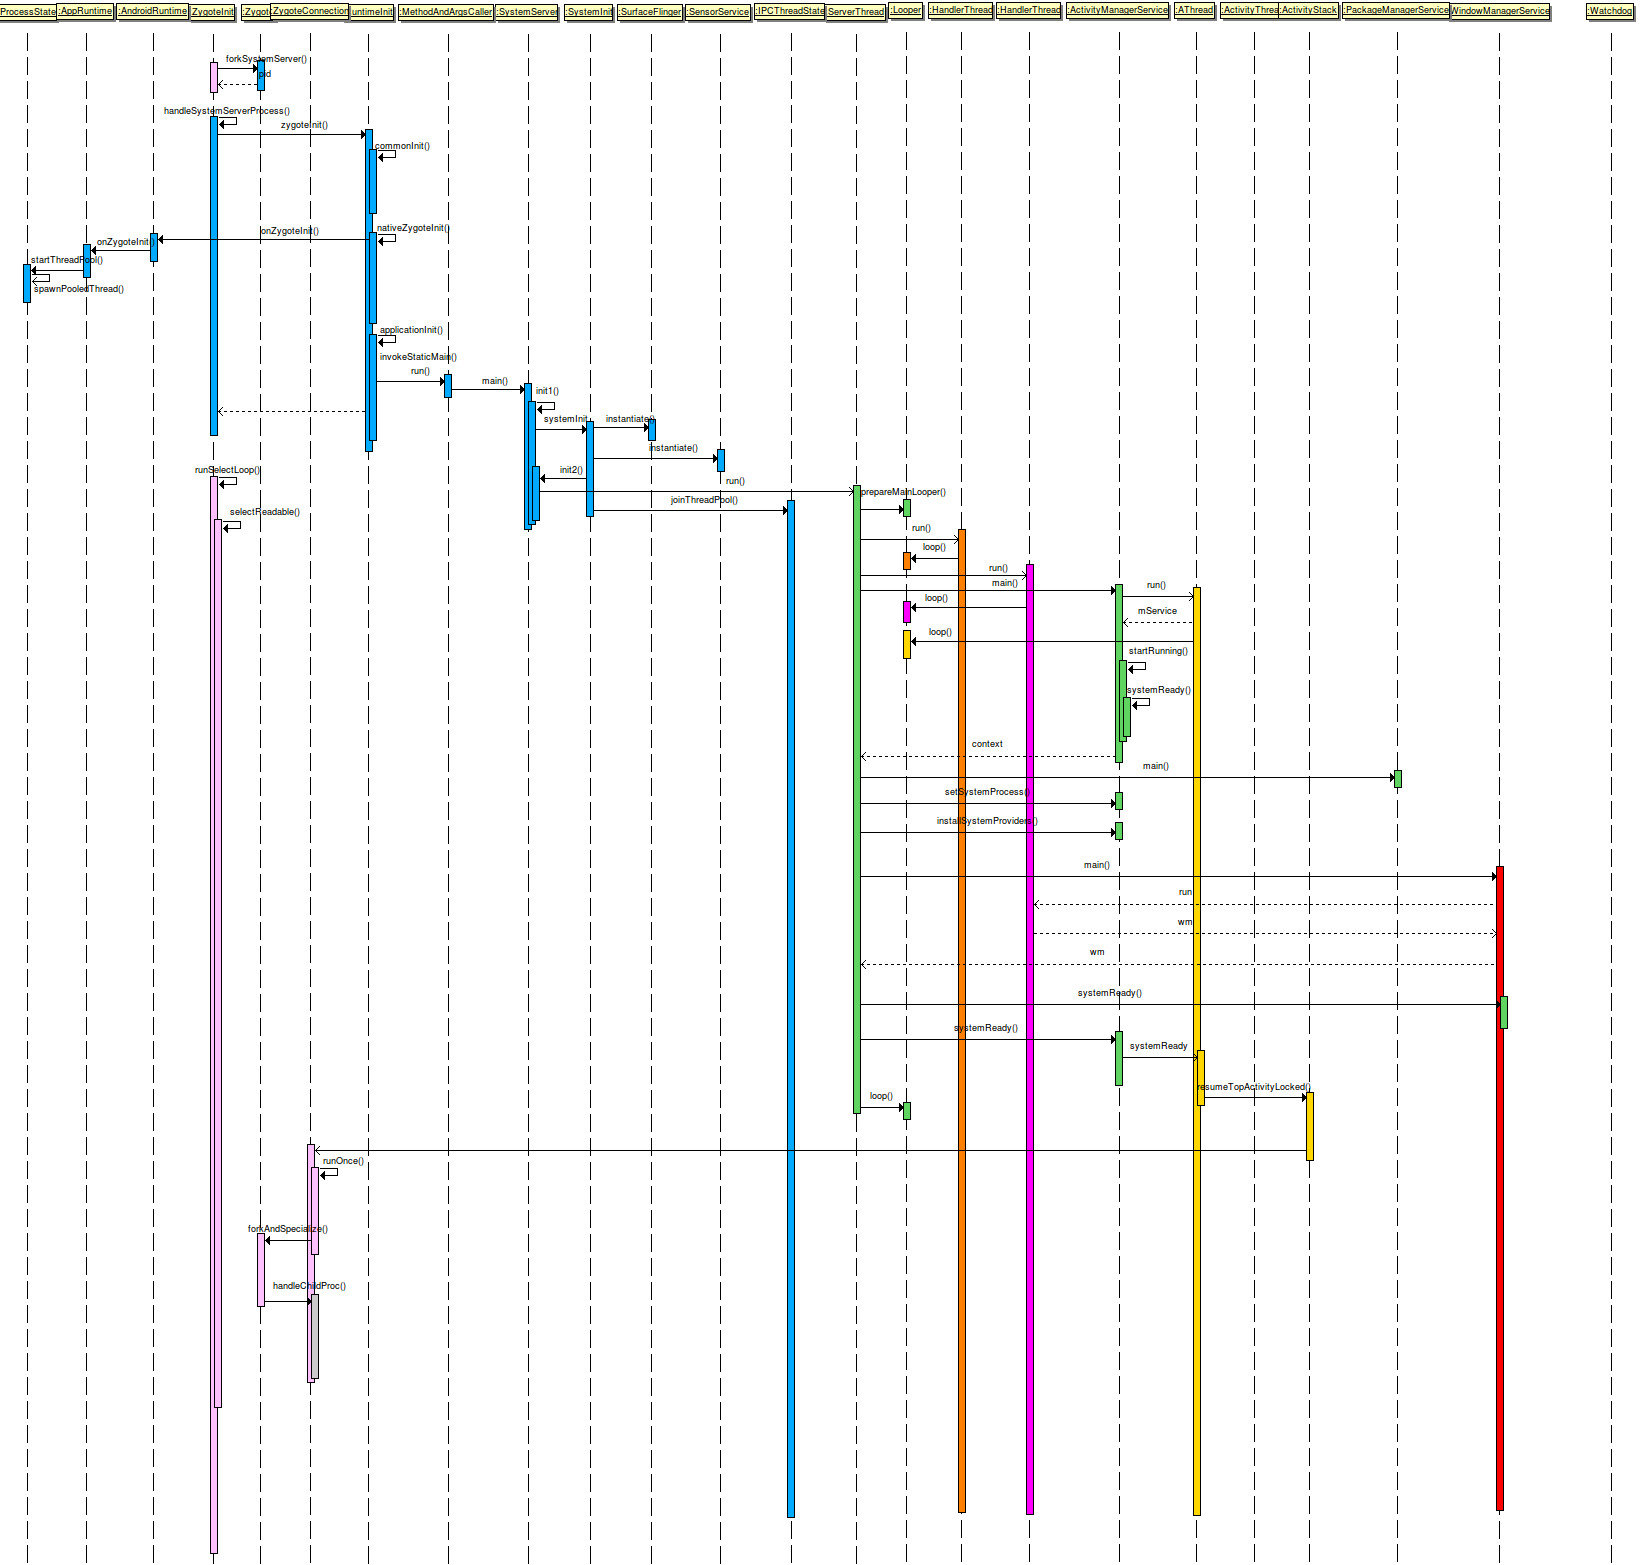 ProcessState
:AppRuntime
:AndroidRuntime
ZygoteInit
:Zygot
ZygoteConnection
untimeInit
:MethodAndArgsCaller
:SystemServer
:SystemInit
:SurfaceFlinger
:SensorService
:IPCThreadState
ServerThread
:Looper
:HandlerThread
:HandlerThread
:ActivityManagerService
:AThread
:ActivityThrea
:ActivityStack
:PackageManagerService
WindowManagerService
:Watchdog
forkSystemServer()
pid
handleSystemServerProcess()
zygoteInit()
commonInit()
nativeZygoteInit()
onZygoteInit()
onZygoteInit()
startThreadPool()
spawnPooledThread()
applicationInit()
invokeStaticMain()
run()
main()
init1()
systemInit
instantiate()
instantiate()
runSelectLoop()
init2()
run()
prepareMainLooper()
joinThreadPool()
selectReadable()
run()
loop()
run()
main()
run()
loop()
mService
loop()
startRunning()
systemReady()
context
main()
setSystemProcess()
installSystemProviders()
main()
run
wm
wm
systemReady()
systemReady()
systemReady
resumeTopActivityLocked()
loop()
runOnce()
forkAndSpecialize()
handleChildProc()